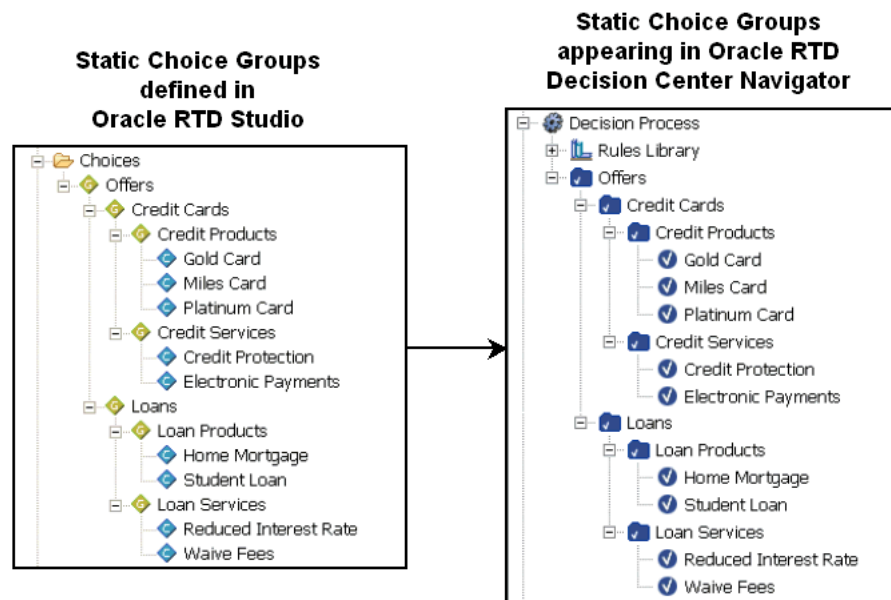 Static Choice Groups
defined in
Oracle RTD Studio
Choices
Offers
Credit Cards
Credit Products
Gold Card
Miles Card
Platinum Card
Credit Services
Credit Protection
Electronic Payments
Loans
Loan Products
Home Mortgage
Student Loan
Loan Services
Reduced Interest Rate
Waive Fees
Static Choice Groups
appearing in Oracle RTD
Decision Center Navigator
Decision Process
Rules Library
Offers
Credit Cards
Credit Products
Gold Card
Miles Card
Platinum Card
Credit Services
Credit Protection
Electronic Payments
Loans
Loan Products
Home Mortgage
Student Loan
Loan Services
Reduced Interest Rate
Waive Fees